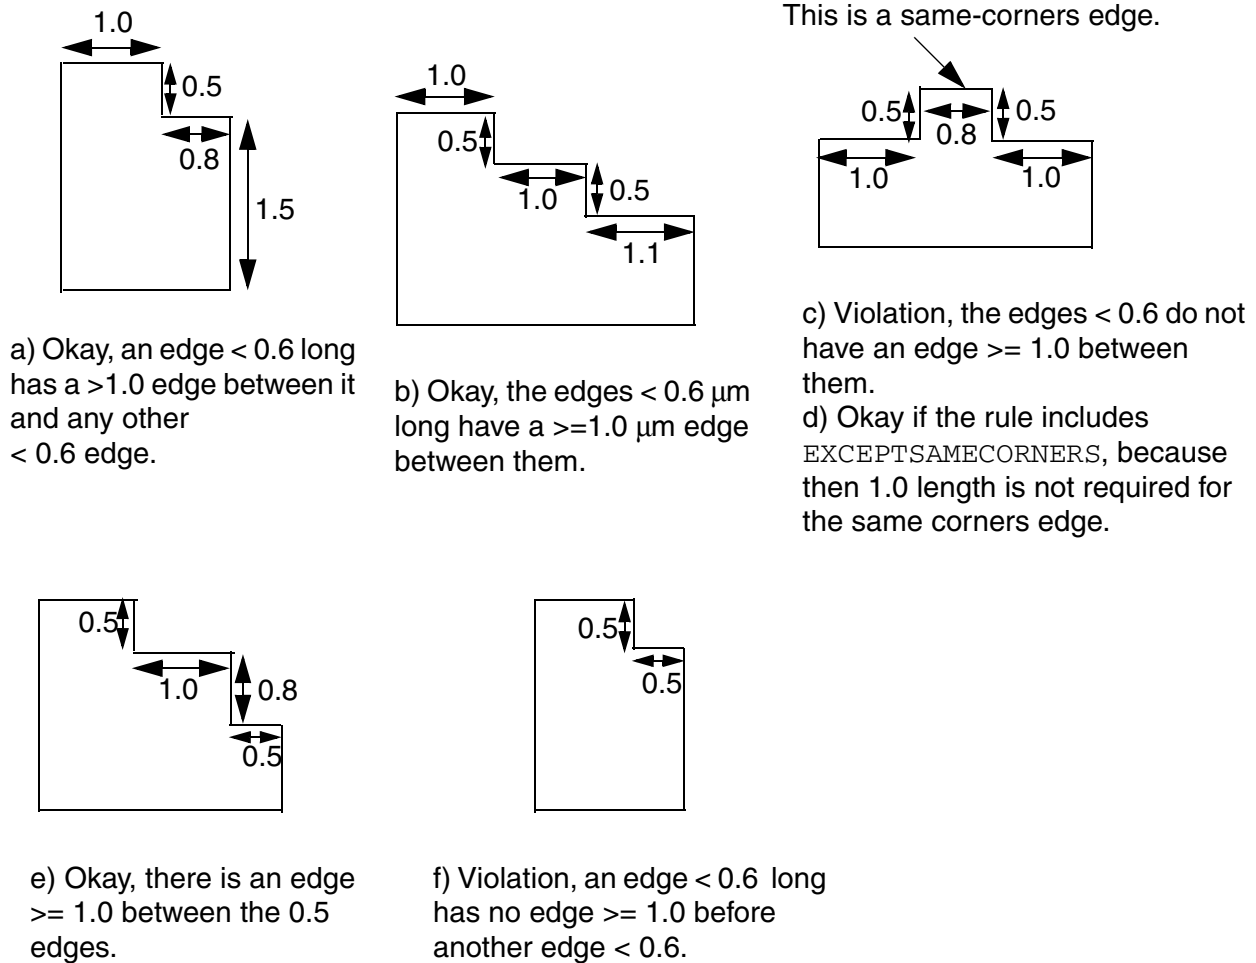 This is a same-corners edge.
1.0
0.5
0.8
1.5
1.0
0.5
1.0
0.5
1.1
0.5
0.8
0.5
1.0
1.0
a) Okay, an edge < 0.6 long
has a >1.0 edge between it
and any other
< 0.6 edge.
b) Okay, the edges < 0.6 μm
long have a >=1.0 μm edge
between them.
c) Violation, the edges < 0.6 do not
have an edge >= 1.0 between
them.
d) Okay if the rule includes
EXCEPTSAMECORNERS, because
then 1.0 length is not required for
the same corners edge.
0.5
1.0
0.8
0.5
0.5
0.5
e) Okay, there is an edge
>= 1.0 between the 0.5
edges.
f) Violation, an edge < 0.6 long
has no edge >= 1.0 before
another edge < 0.6.